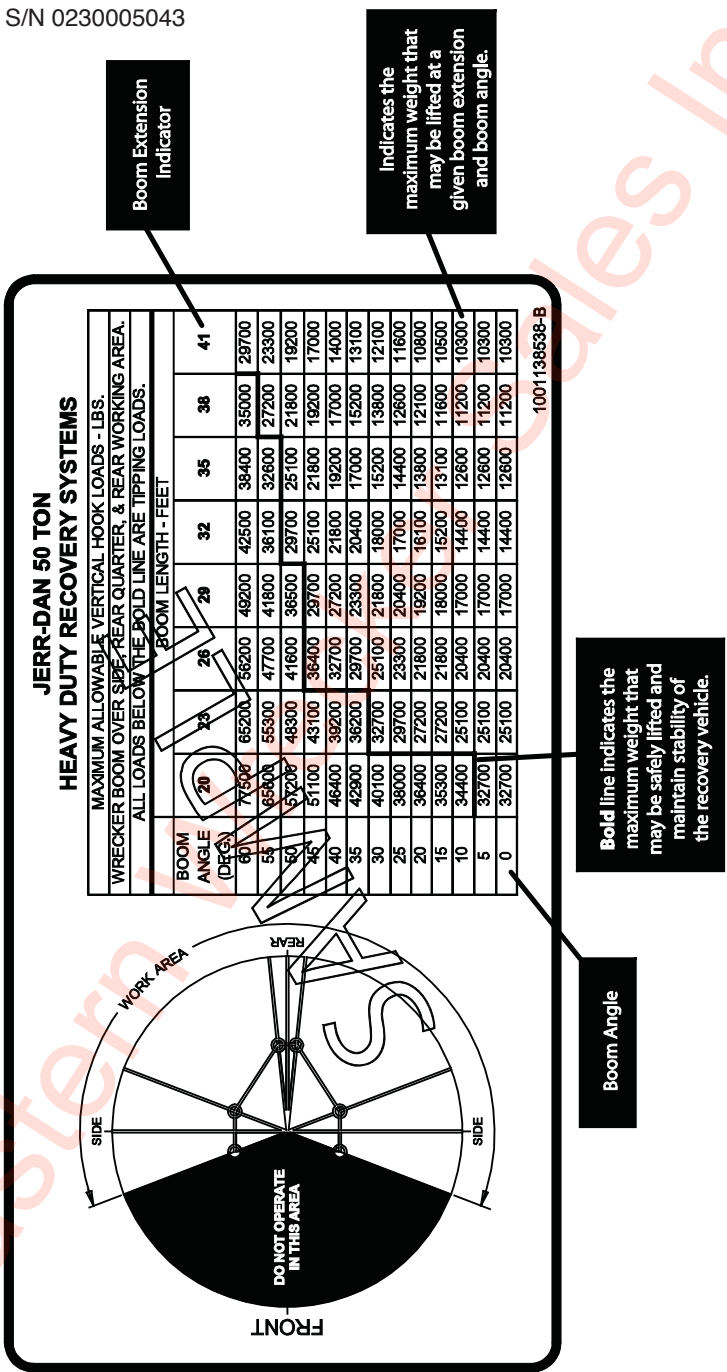 S/N 0230005043
JERR-DAN 50 TON
HEAVY DUTY RECOVERY SYSTEMS
MAXIMUM ALLOWABLE VERTICAL HOOK LOADS - LBS.
WRECKER BOOM OVER SIDE, REAR QUARTER, & REAR WORKING AREA.
ALL LOADS BELOW THE BOLD LINE ARE TIPPING LOADS.
BOOM LENGTH - FEET
BOOM
ANGLE
(DEG.)
20 23 26 29 32 35 38 41
60 77500 65200 56200 49200 42500 38400 35000 29700
55 65600 55300 47700 41800 36100 32600 27200 23300
50 57200 48300 41600 36500 29700 25100 21800 19200
45 51100 43100 36400 29700 25100 21800 19200 17000
40 46400 39200 32700 27200 21800 19200 17000 14000
35 42900 36200 29700 23300 20400 17000 15200 13100
30 40100 32700 25100 21800 18000 15200 13800 12100
25 38000 29700 23300 20400 17000 14400 12600 11600
20 36400 27200 21800 19200 16100 13800 12100 10800
15 35300 27200 21800 18000 15200 13100 11600 10500
10 34400 25100 20400 17000 14400 12600 11200 10300
5 32700 25100 20400 17000 14400 12600 11200 10300
0 32700 25100 20400 17000 14400 12600 11200 10300
1001138538-B
FRONT
DO NOT OPERATE
IN THIS AREA
SIDE
SIDE
WORK AREA
REAR
SAMPLE
Boom Extension
Indicator
Indicates the
maximum weight that
may be lifted at a
given boom extension
and boom angle.
Bold line indicates the
maximum weight that
may be safely lifted and
maintain stability of
the recovery vehicle.
Boom Angle
stern Wrecker Sales In